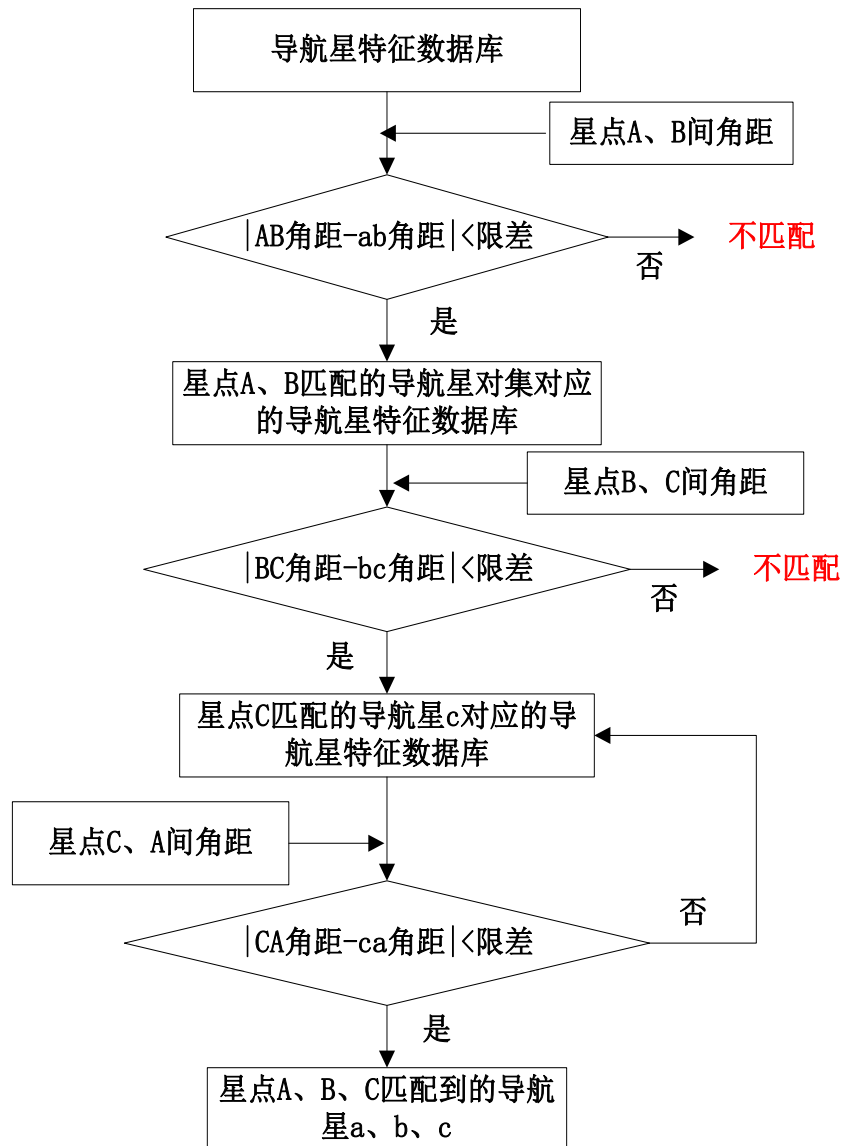 导航星特征数据库
星点A、B间角距
|AB角距-ab角距|<限差
不匹配
否
是
星点A、B匹配的导航星对集对应
的导航星特征数据库
星点B、C间角距
|BC角距-bc角距|<限差
不匹配
否
是
星点C匹配的导航星c对应的导
航星特征数据库
星点C、A间角距
否
|CA角距-ca角距|<限差
是
星点A、B、C匹配到的导航
星a、b、c